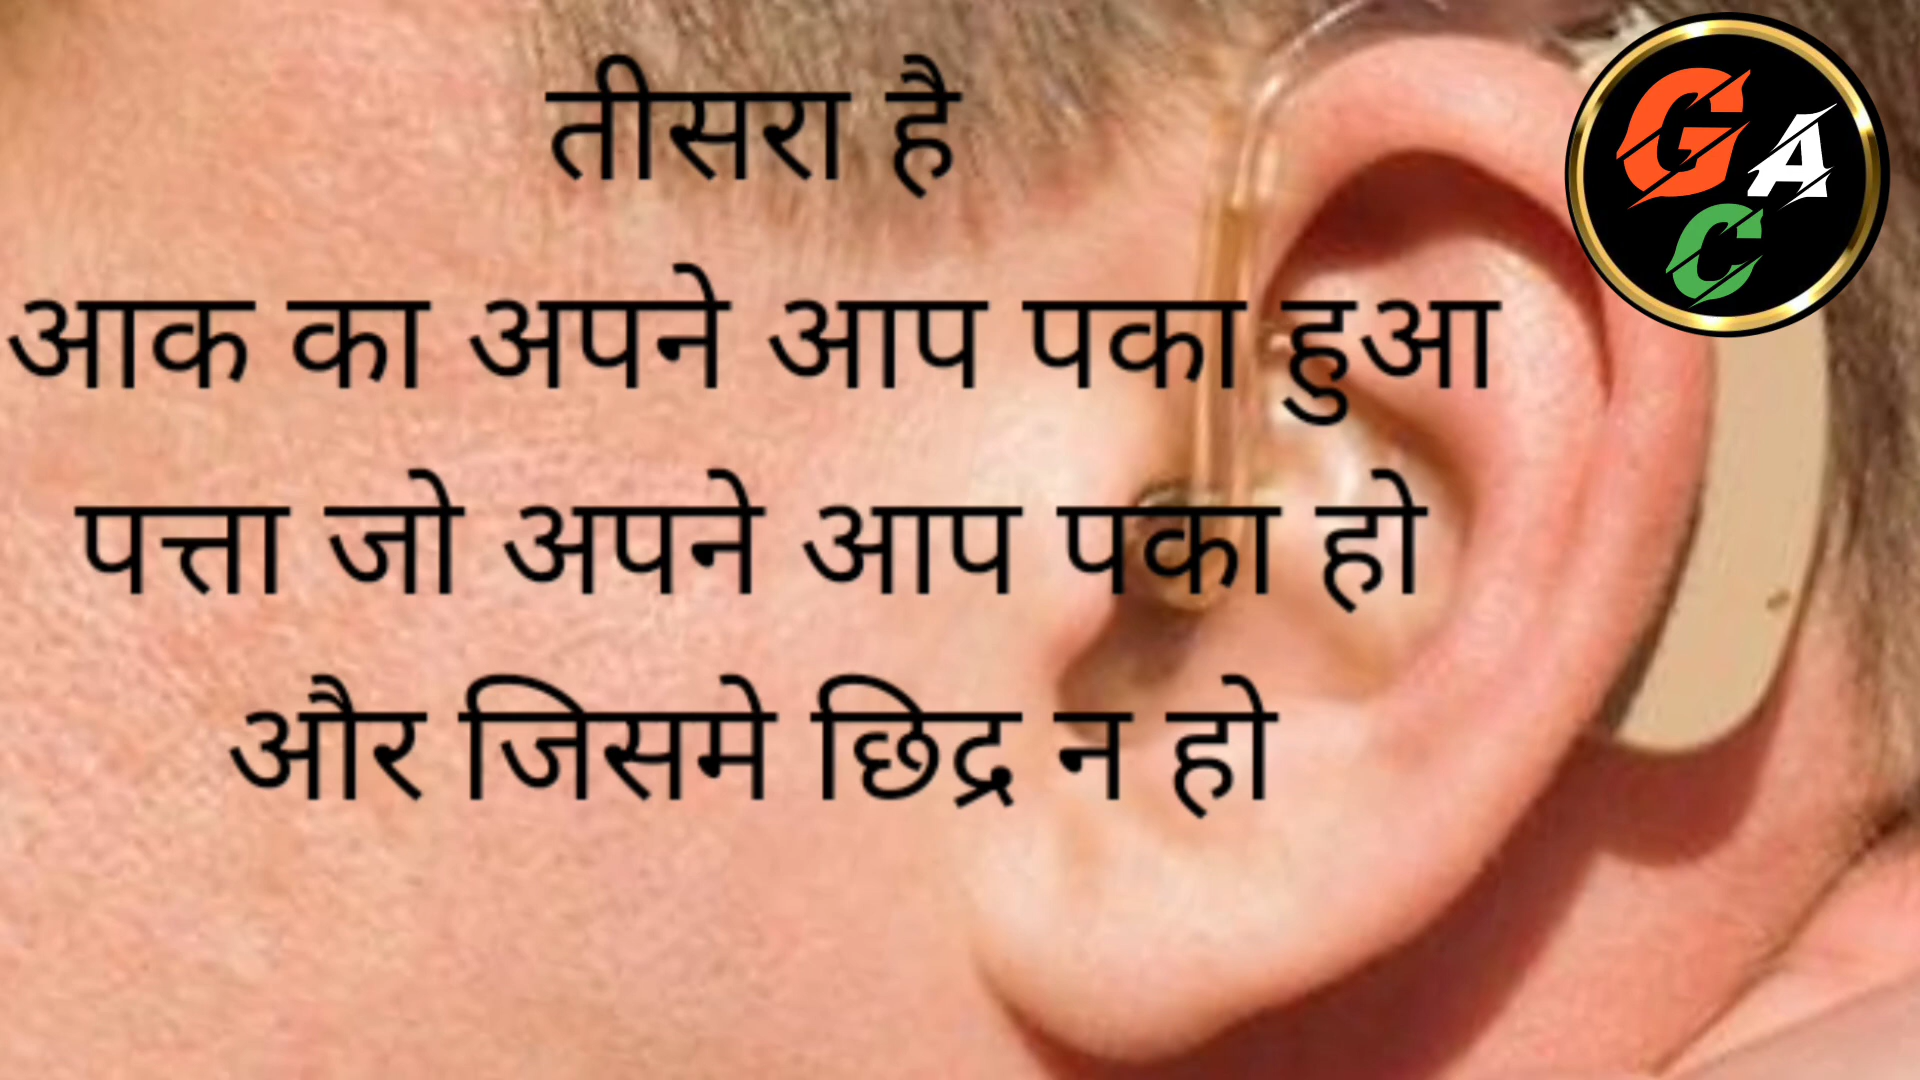 तीसरा है
आक का अपने आप पका हुआ
पत्ता जो अपने आप पका हो
और जिसमे छिद्र न हो
G A
C